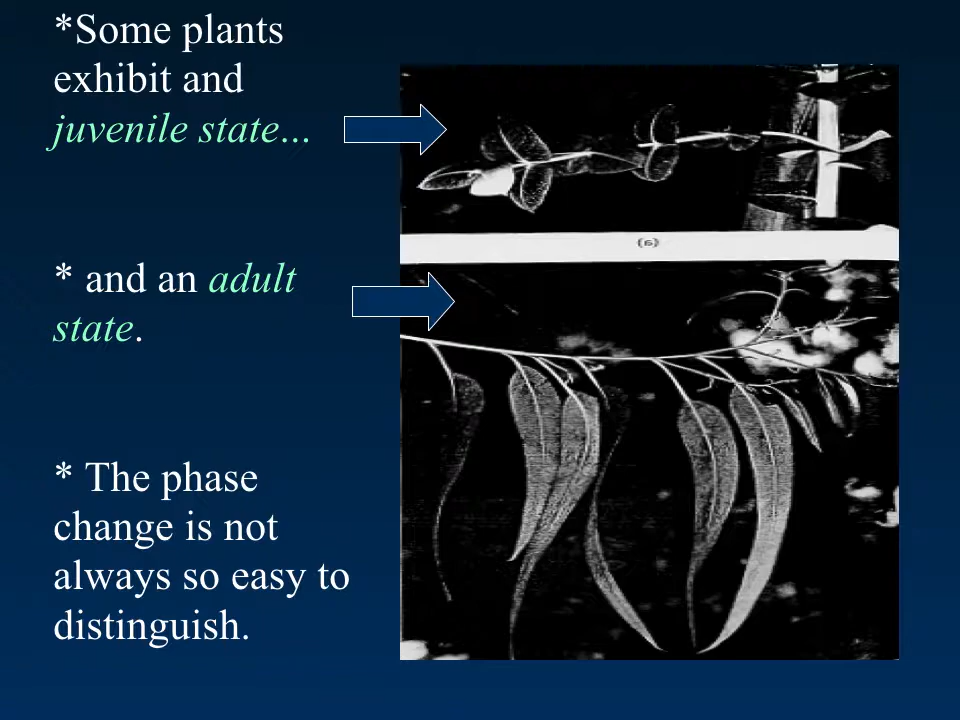 *Some plants
exhibit and
juvenile state...
* and an adult
state.
* The phase
change is not
always so easy to
distinguish.
(a)